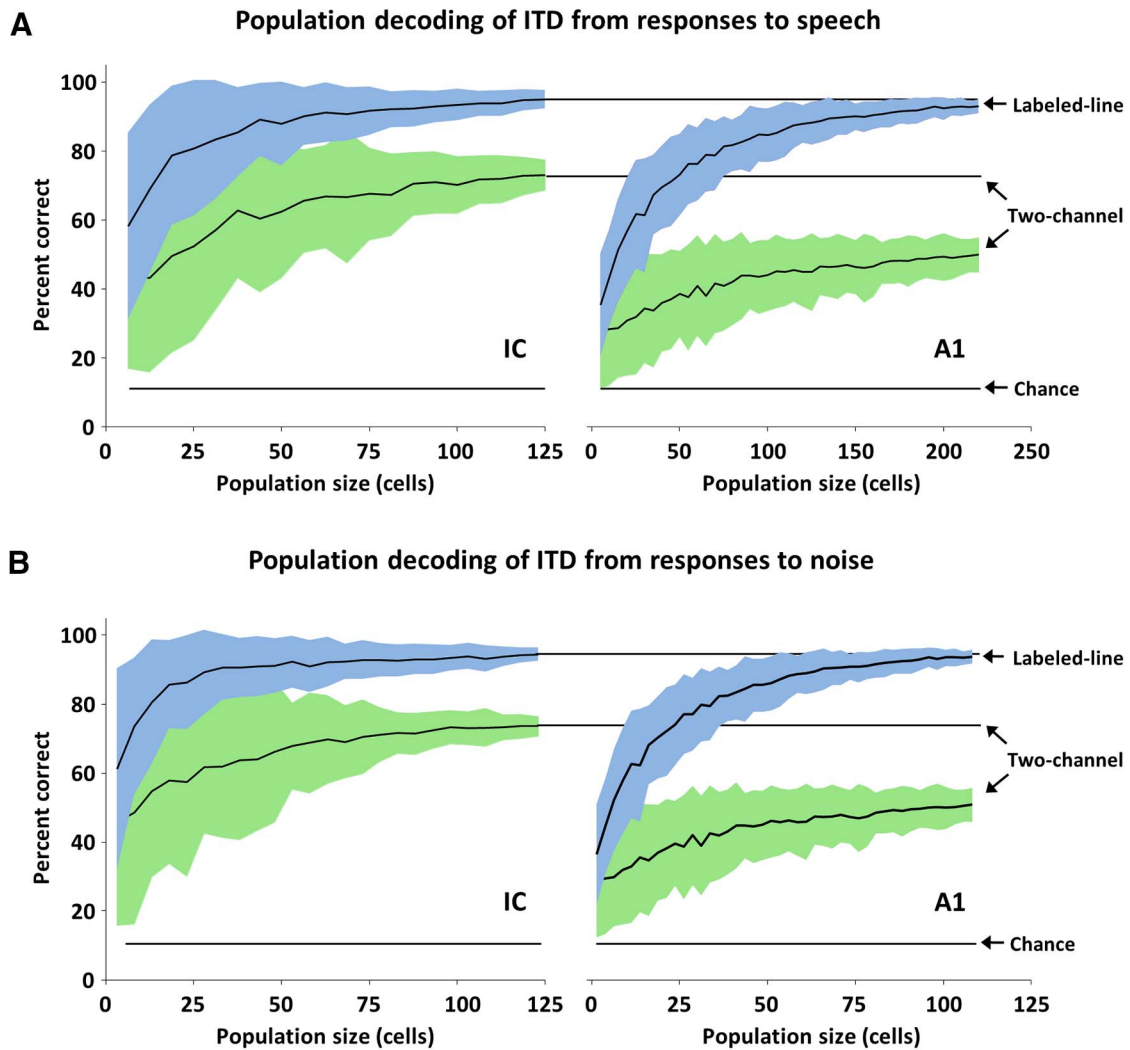 A
Population decoding of ITD from responses to speech
Percent correct
100
80
60
40
20
0
IC
A1
Labeled-line
Two-channel
Chance
0 25 50 75 100 125
0 50 100 150 200 250
Population size (cells)
Population size (cells)
B
Population decoding of ITD from responses to noise
Percent correct
100
80
60
40
20
0
IC
A1
Labeled-line
Two-channel
Chance
0 25 50 75 100 125
0 25 50 75 100 125
Population size (cells)
Population size (cells)